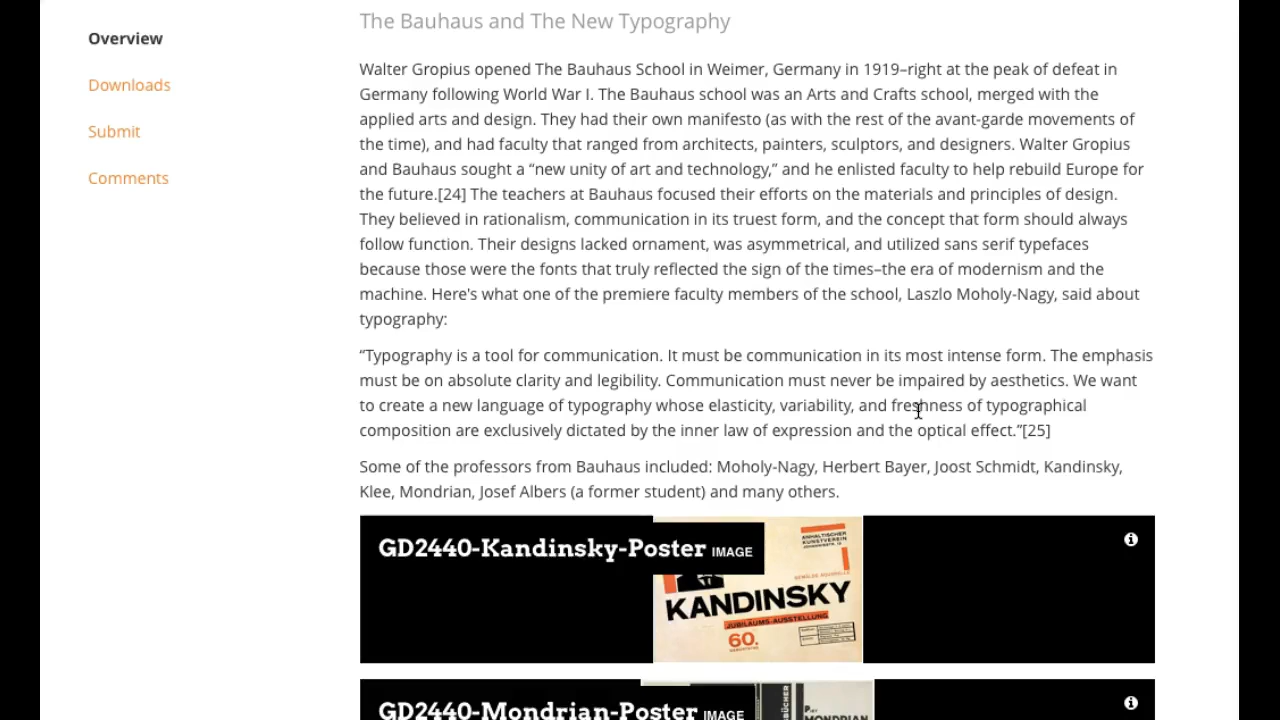 The Bauhaus and The New Typography
Overview
Downloads
Submit
Comments
Walter Gropius opened The Bauhaus School in Weimer, Germany in 1919–right at the peak of defeat in
Germany following World War I. The Bauhaus school was an Arts and Crafts school, merged with the
applied arts and design. They had their own manifesto (as with the rest of the avant-garde movements of
the time), and had faculty that ranged from architects, painters, sculptors, and designers. Walter Gropius
and Bauhaus sought a “new unity of art and technology,” and he enlisted faculty to help rebuild Europe for
the future.[24] The teachers at Bauhaus focused their efforts on the materials and principles of design.
They believed in rationalism, communication in its truest form, and the concept that form should always
follow function. Their designs lacked ornament, was asymmetrical, and utilized sans serif typefaces
because those were the fonts that truly reflected the sign of the times–the era of modernism and the
machine. Here's what one of the premiere faculty members of the school, Laszlo Moholy-Nagy, said about
typography:
“Typography is a tool for communication. It must be communication in its most intense form. The emphasis
must be on absolute clarity and legibility. Communication must never be impaired by aesthetics. We want
to create a new language of typography whose elasticity, variability, and freshness of typographical
composition are exclusively dictated by the inner law of expression and the optical effect.”[25]
Some of the professors from Bauhaus included: Moholy-Nagy, Herbert Bayer, Joost Schmidt, Kandinsky,
Klee, Mondrian, Josef Albers (a former student) and many others.
GD2440-Kandinsky-Poster IMAGE
ANHALTISCHER
KUNSTVEREIN
KANDINSKY
JUBILÄUMS-AUSSTELLUNG
60.
GEBURTSTAG
GD2440-Mondrian-Poster IMAGE
PIET
MONDRIAN